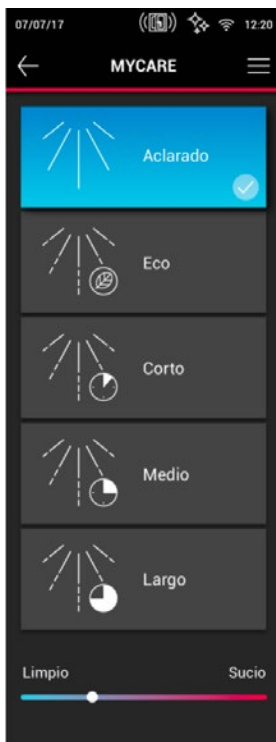 07/07/17 12:20
MYCARE
Aclarado
Eco
Corto
Medio
Largo
Limpio Sucio